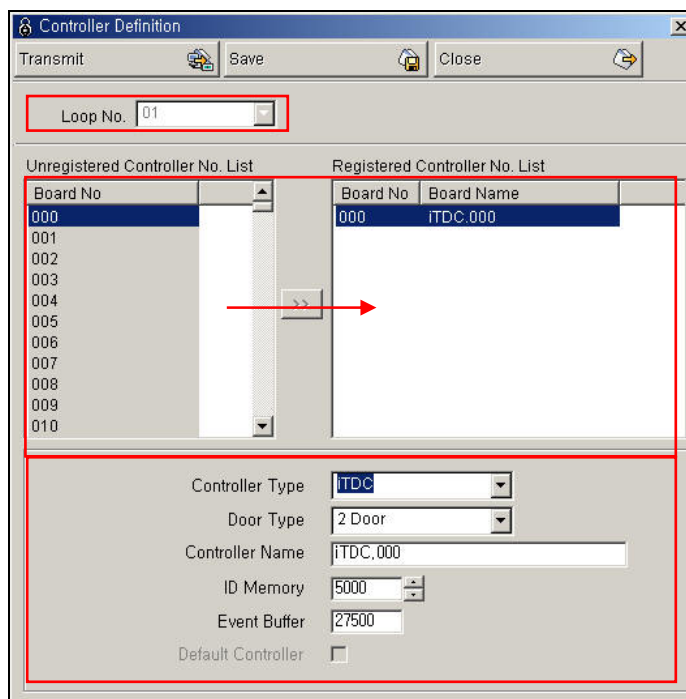 Controller Definition
Transmit Save Close
Loop No. 01
Unregistered Controller No. List Registered Controller No. List
Board No Board No Board Name
000 000 iTDC.000
001
002
003
004 >>
005
006
007
008
009
010
Controller Type iTDC
Door Type 2 Door
Controller Name iTDC,000
ID Memory 5000
Event Buffer 27500
Default Controller